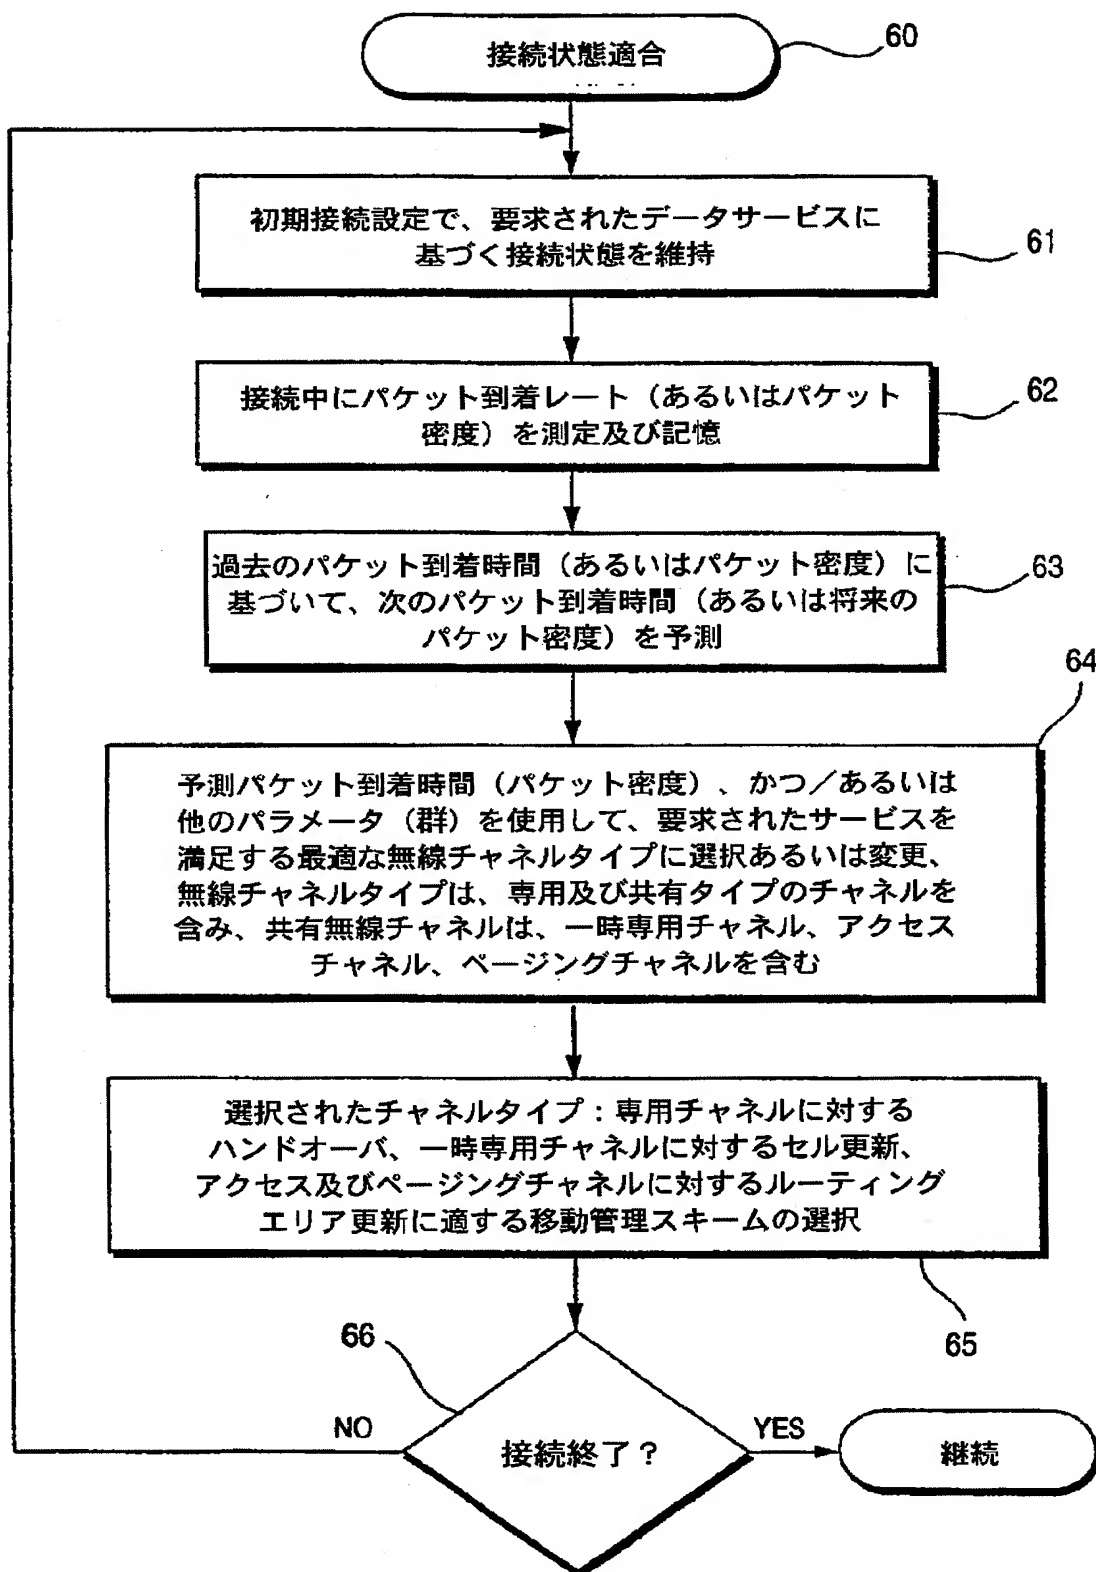 接続状態適合
60
初期接続設定で、要求されたデータサービスに
基づく接続状態を維持
61
接続中にパケット到着レート（あるいはパケット
密度）を測定及び記憶
62
過去のパケット到着時間（あるいはパケット密度）に
基づいて、次のパケット到着時間（あるいは将来の
パケット密度）を予測
63
64
予測パケット到着時間（パケット密度）、かつ／あるいは
他のパラメータ（群）を使用して、要求されたサービスを
満足する最適な無線チャネルタイプに選択あるいは変更、
無線チャネルタイプは、専用及び共有タイプのチャネルを
含み、共有無線チャネルは、一時専用チャネル、アクセス
チャネル、ページングチャネルを含む
選択されたチャネルタイプ：専用チャネルに対する
ハンドオーバ、一時専用チャネルに対するセル更新、
アクセス及びページングチャネルに対するルーティング
エリア更新に適する移動管理スキームの選択
65
66
NO
接続終了？
YES
継続